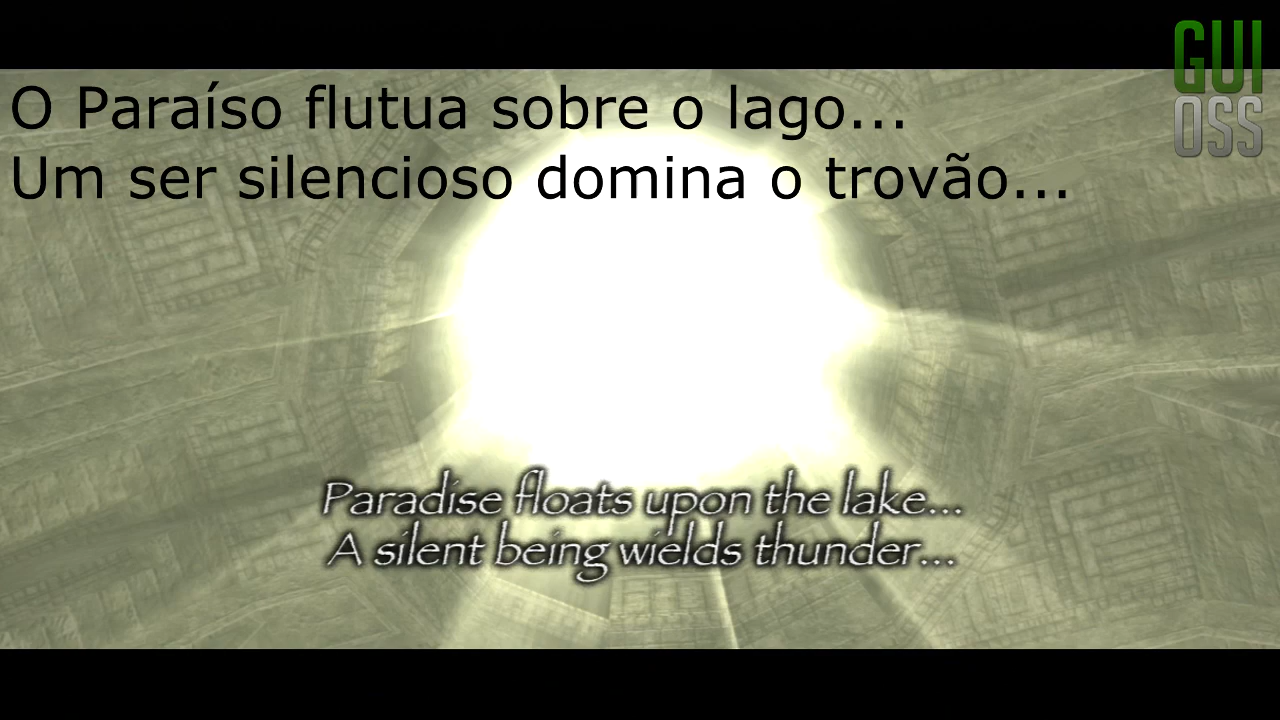 GUI
OSS
O Paraíso flutua sobre o lago...
Um ser silencioso domina o trovão...
Paradise floats upon the lake...
A silent being wields thunder...